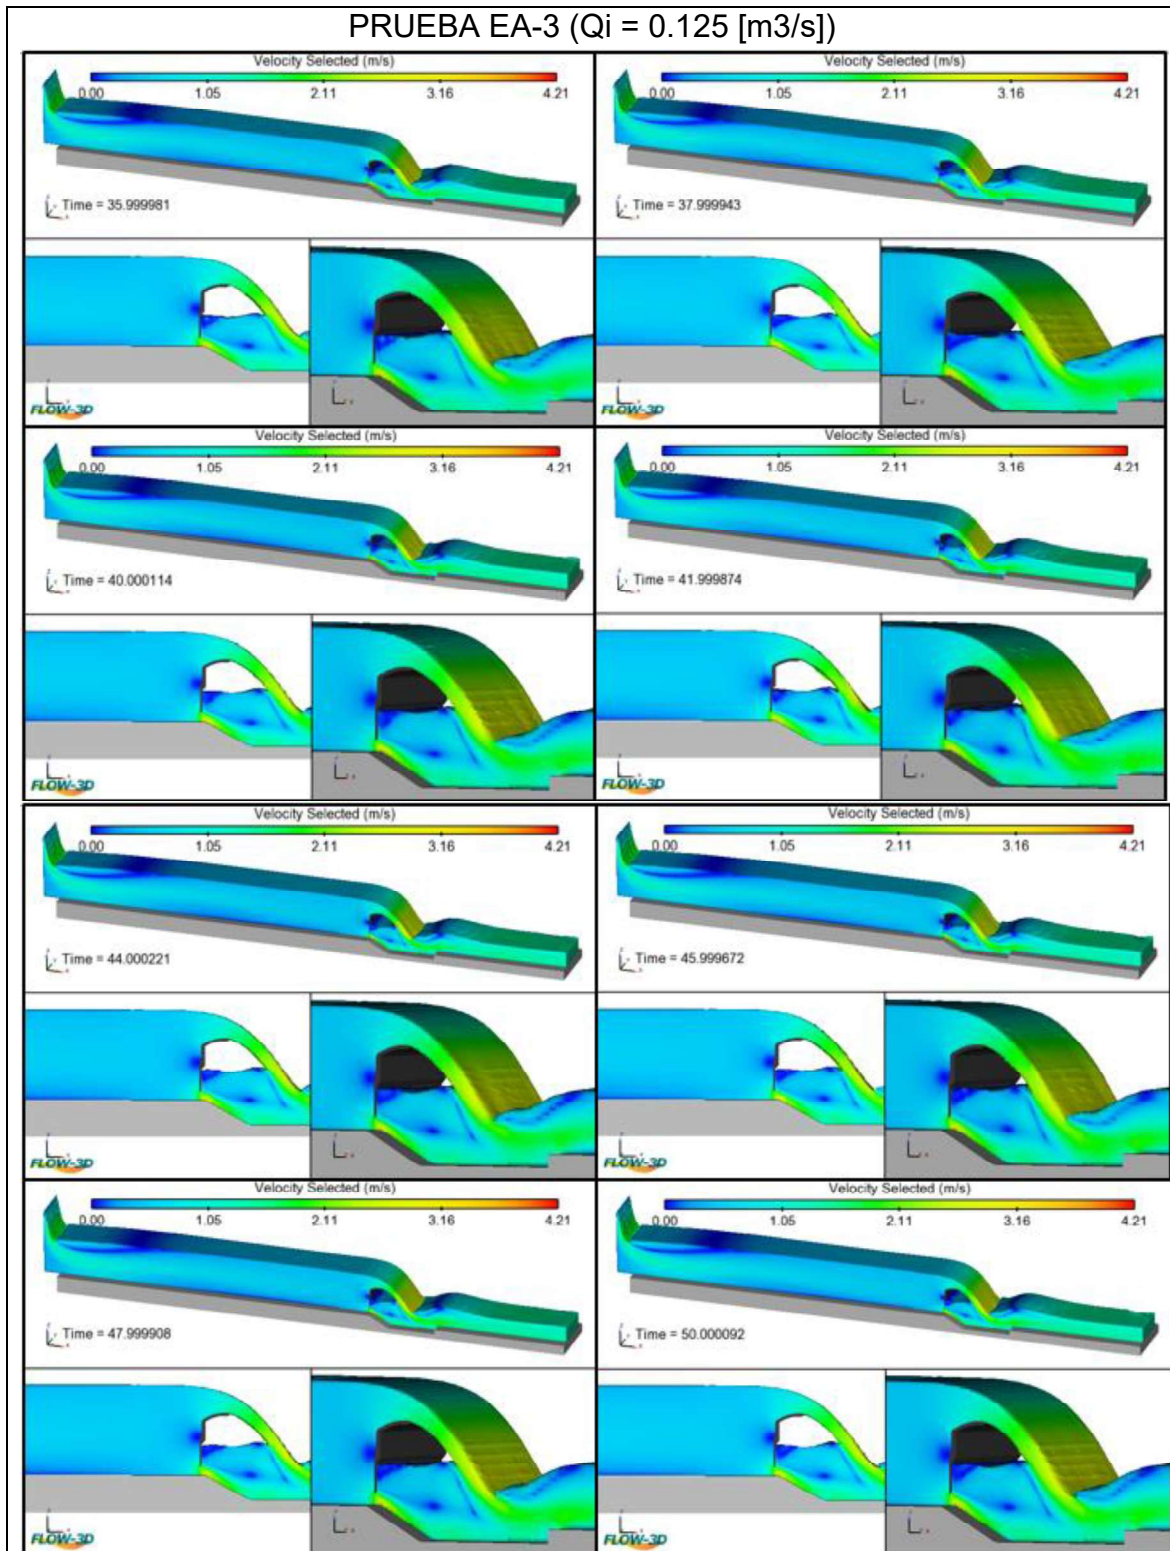 PRUEBA EA-3 (Qi = 0.125 [m3/s])
Velocity Selected (m/s)
0.00 1.05 2.11 3.16 4.21
Time = 35.999981
FLOW-3D
Velocity Selected (m/s)
0.00 1.05 2.11 3.16 4.21
Time = 37.999943
FLOW-3D
Velocity Selected (m/s)
0.00 1.05 2.11 3.16 4.21
Time = 40.000114
FLOW-3D
Velocity Selected (m/s)
0.00 1.05 2.11 3.16 4.21
Time = 41.999874
FLOW-3D
Velocity Selected (m/s)
0.00 1.05 2.11 3.16 4.21
Time = 44.000221
FLOW-3D
Velocity Selected (m/s)
0.00 1.05 2.11 3.16 4.21
Time = 45.999672
FLOW-3D
Velocity Selected (m/s)
0.00 1.05 2.11 3.16 4.21
Time = 47.999908
FLOW-3D
Velocity Selected (m/s)
0.00 1.05 2.11 3.16 4.21
Time = 50.000092
FLOW-3D